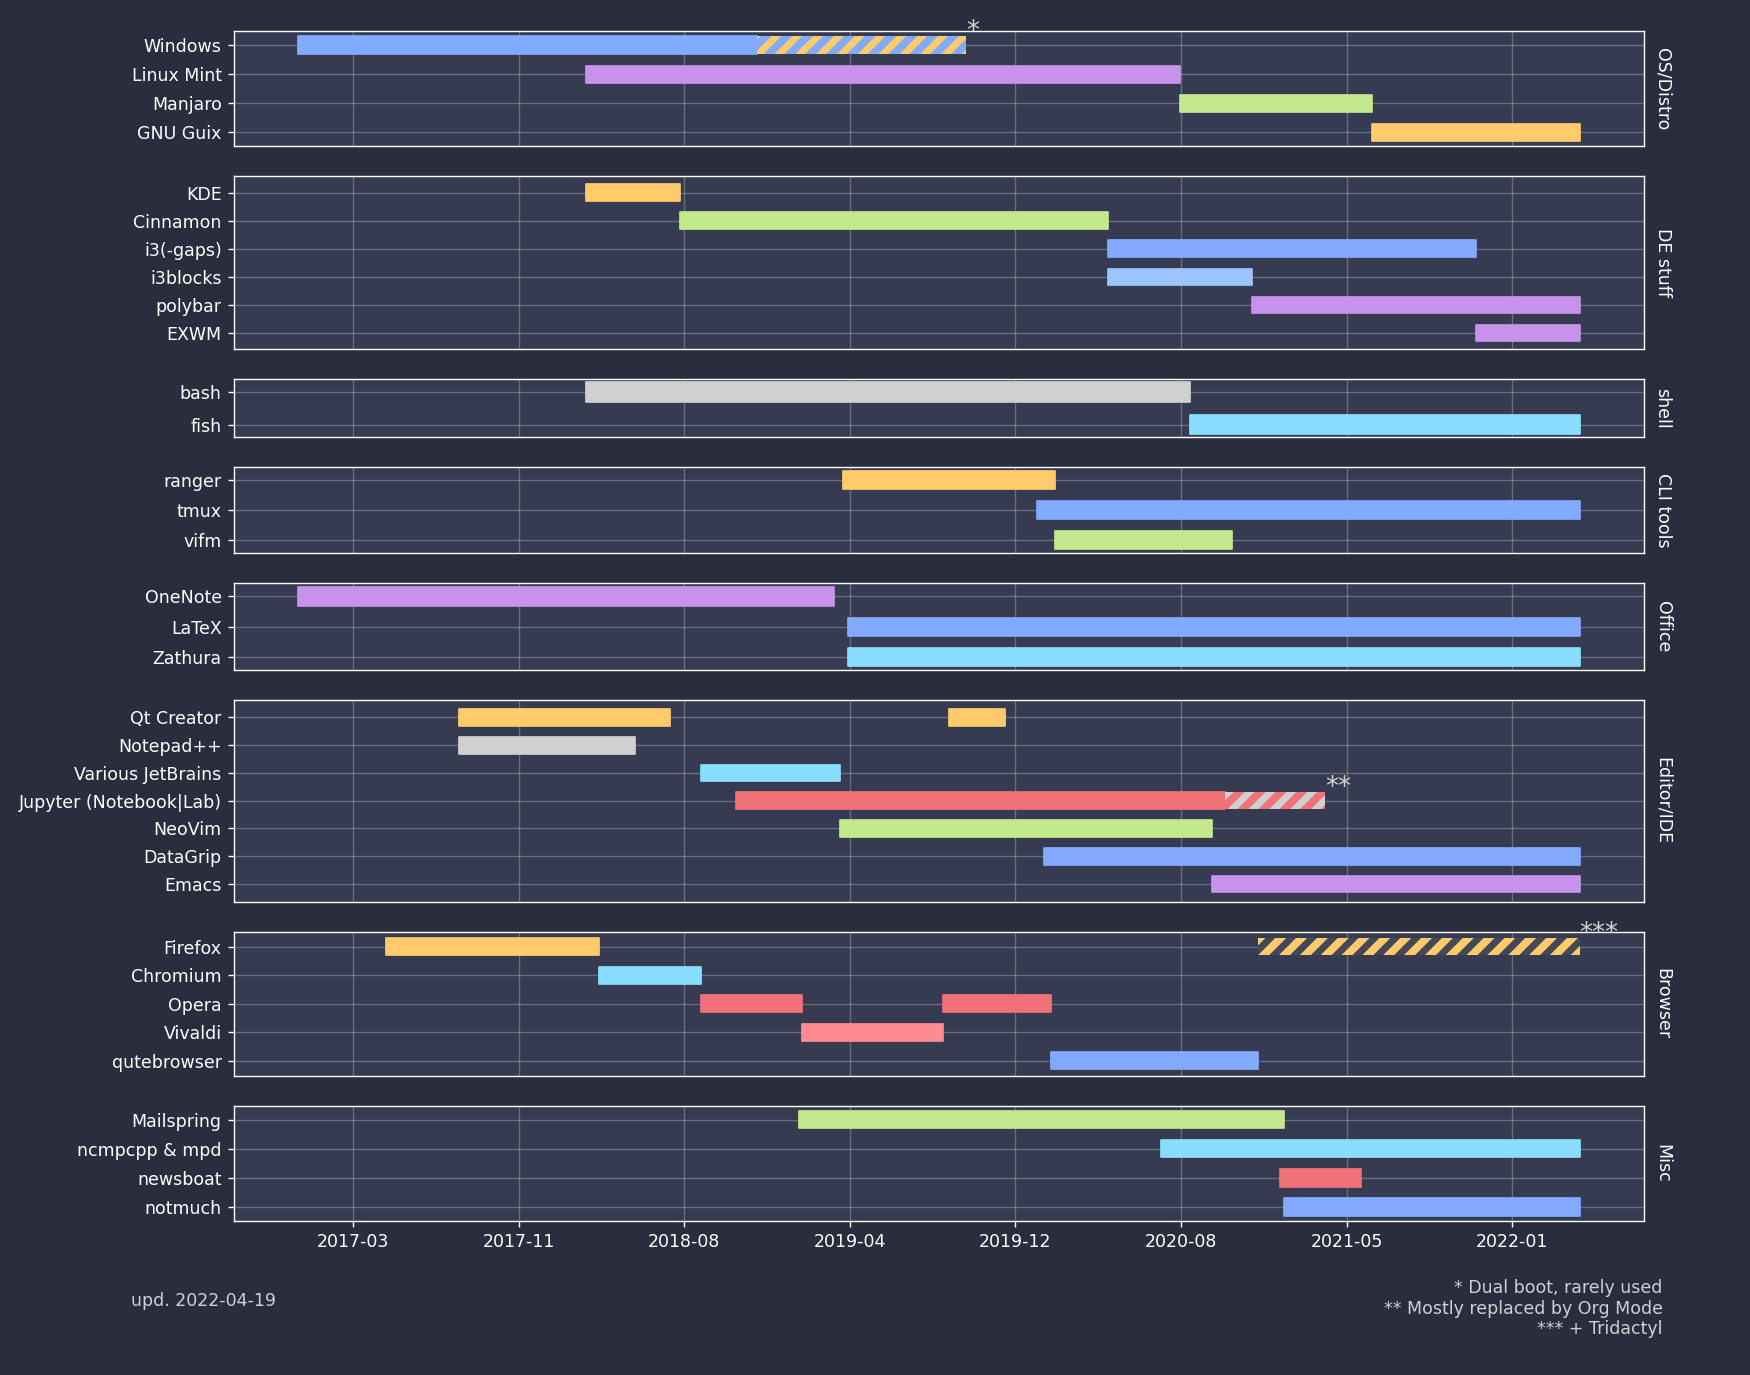 *
Windows
Linux Mint
Manjaro
GNU Guix
OS/Distro
KDE
Cinnamon
i3(-gaps)
i3blocks
polybar
EXWM
DE stuff
bash
fish
shell
ranger
tmux
vifm
CLI tools
OneNote
LaTeX
Zathura
Office
Qt Creator
Notepad++
Various JetBrains
**
Jupyter (Notebook|Lab)
NeoVim
DataGrip
Emacs
Editor/IDE
***
Firefox
Chromium
Opera
Vivaldi
qutebrowser
Browser
Mailspring
ncmpcpp & mpd
newsboat
notmuch
Misc
2017-03 2017-11 2018-08 2019-04 2019-12 2020-08 2021-05 2022-01
upd. 2022-04-19
* Dual boot, rarely used
** Mostly replaced by Org Mode
*** + Tridactyl